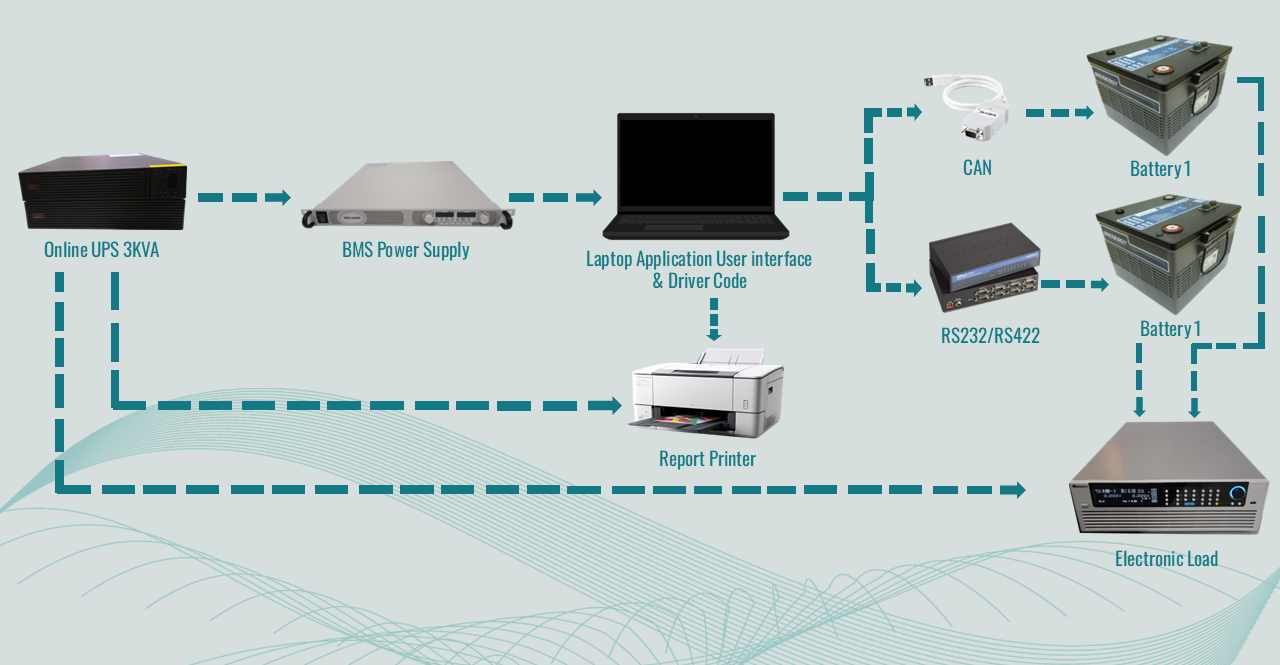 CAN
Battery 1
Online UPS 3KVA
BMS Power Supply
Laptop Application User interface
& Driver Code
RS232/RS422
Battery 1
Report Printer
Electronic Load